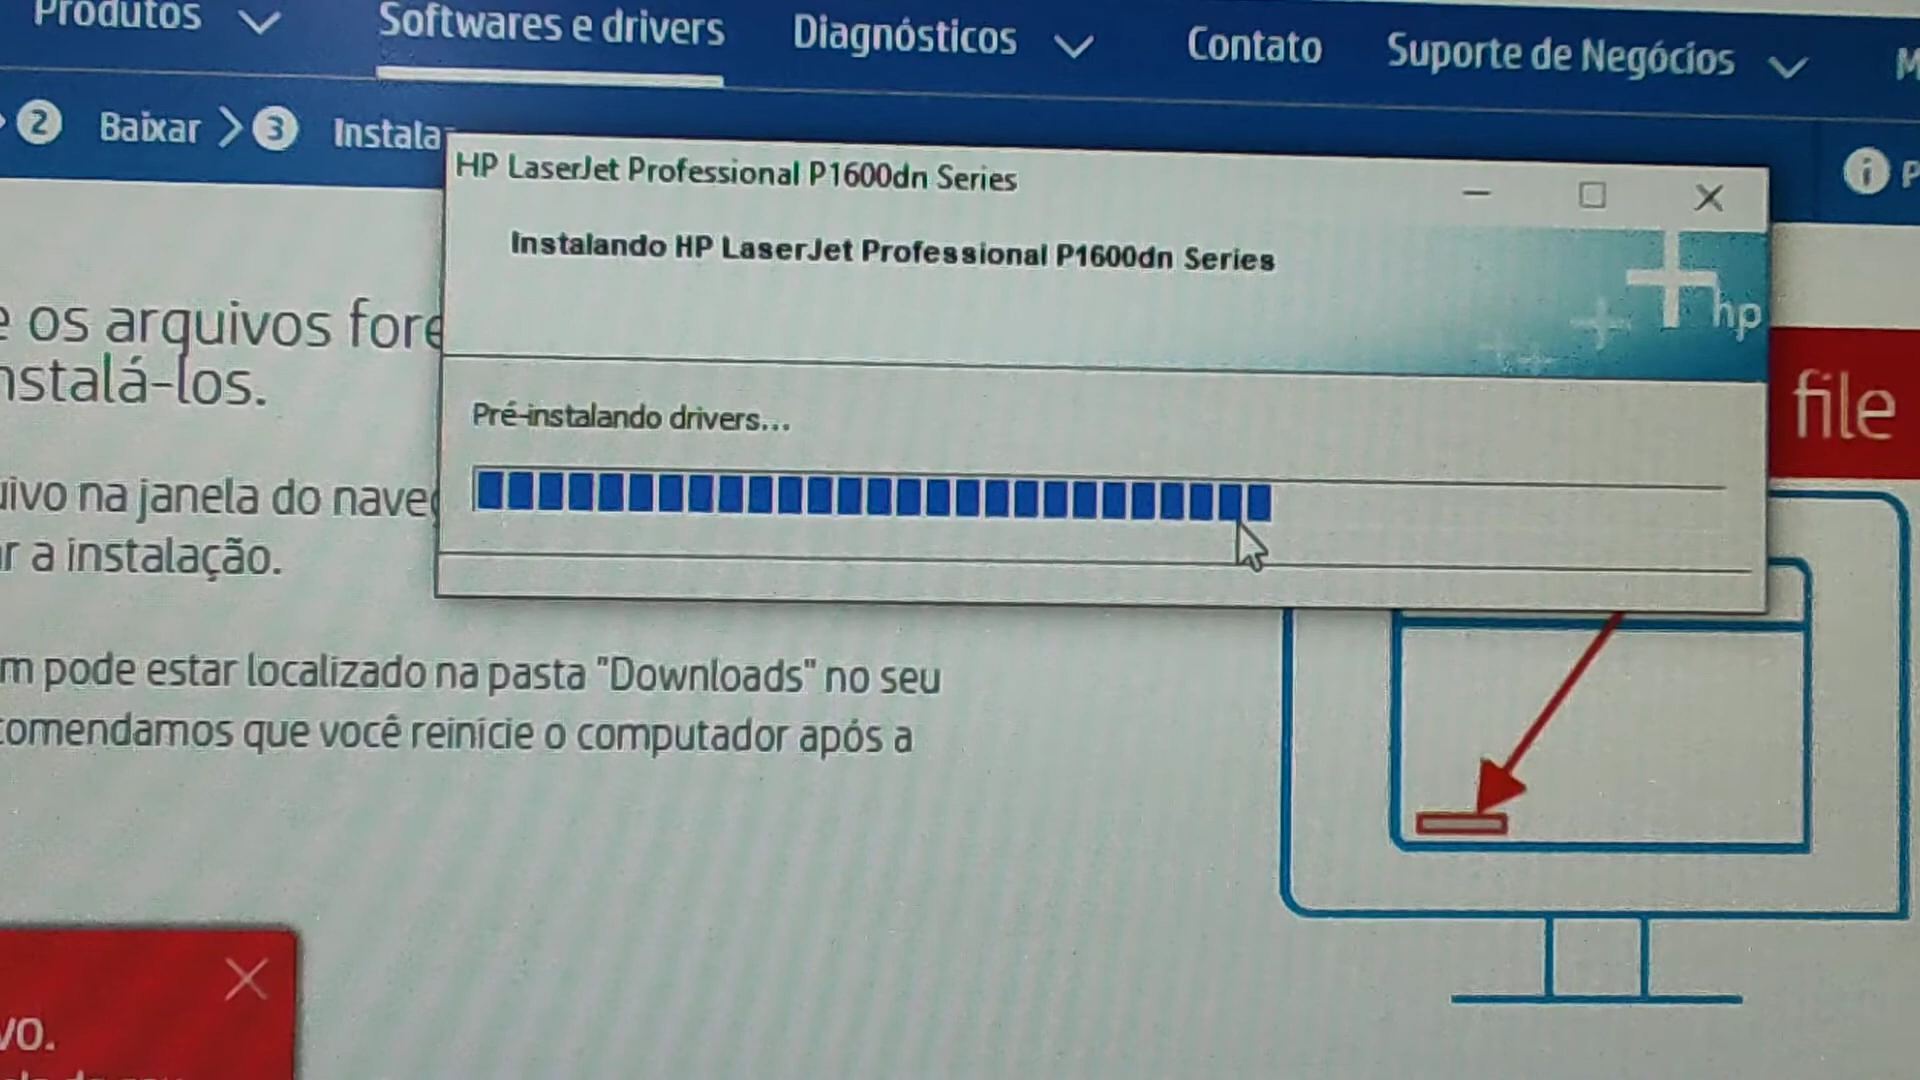 Produtos
Softwares e drivers
Diagnósticos
Contato
Suporte de Negócios
M
2 Baixar
3 Instala
HP LaserJet Professional P1600dn Series
Instalando HP LaserJet Professional P1600dn Series
hp
e os arquivos fore
nstalá-los.
file
Pré-instalando drivers...
uivo na janela do naveg
ar a instalação.
m pode estar localizado na pasta "Downloads" no seu
comendamos que você reinicie o computador após a
vo.